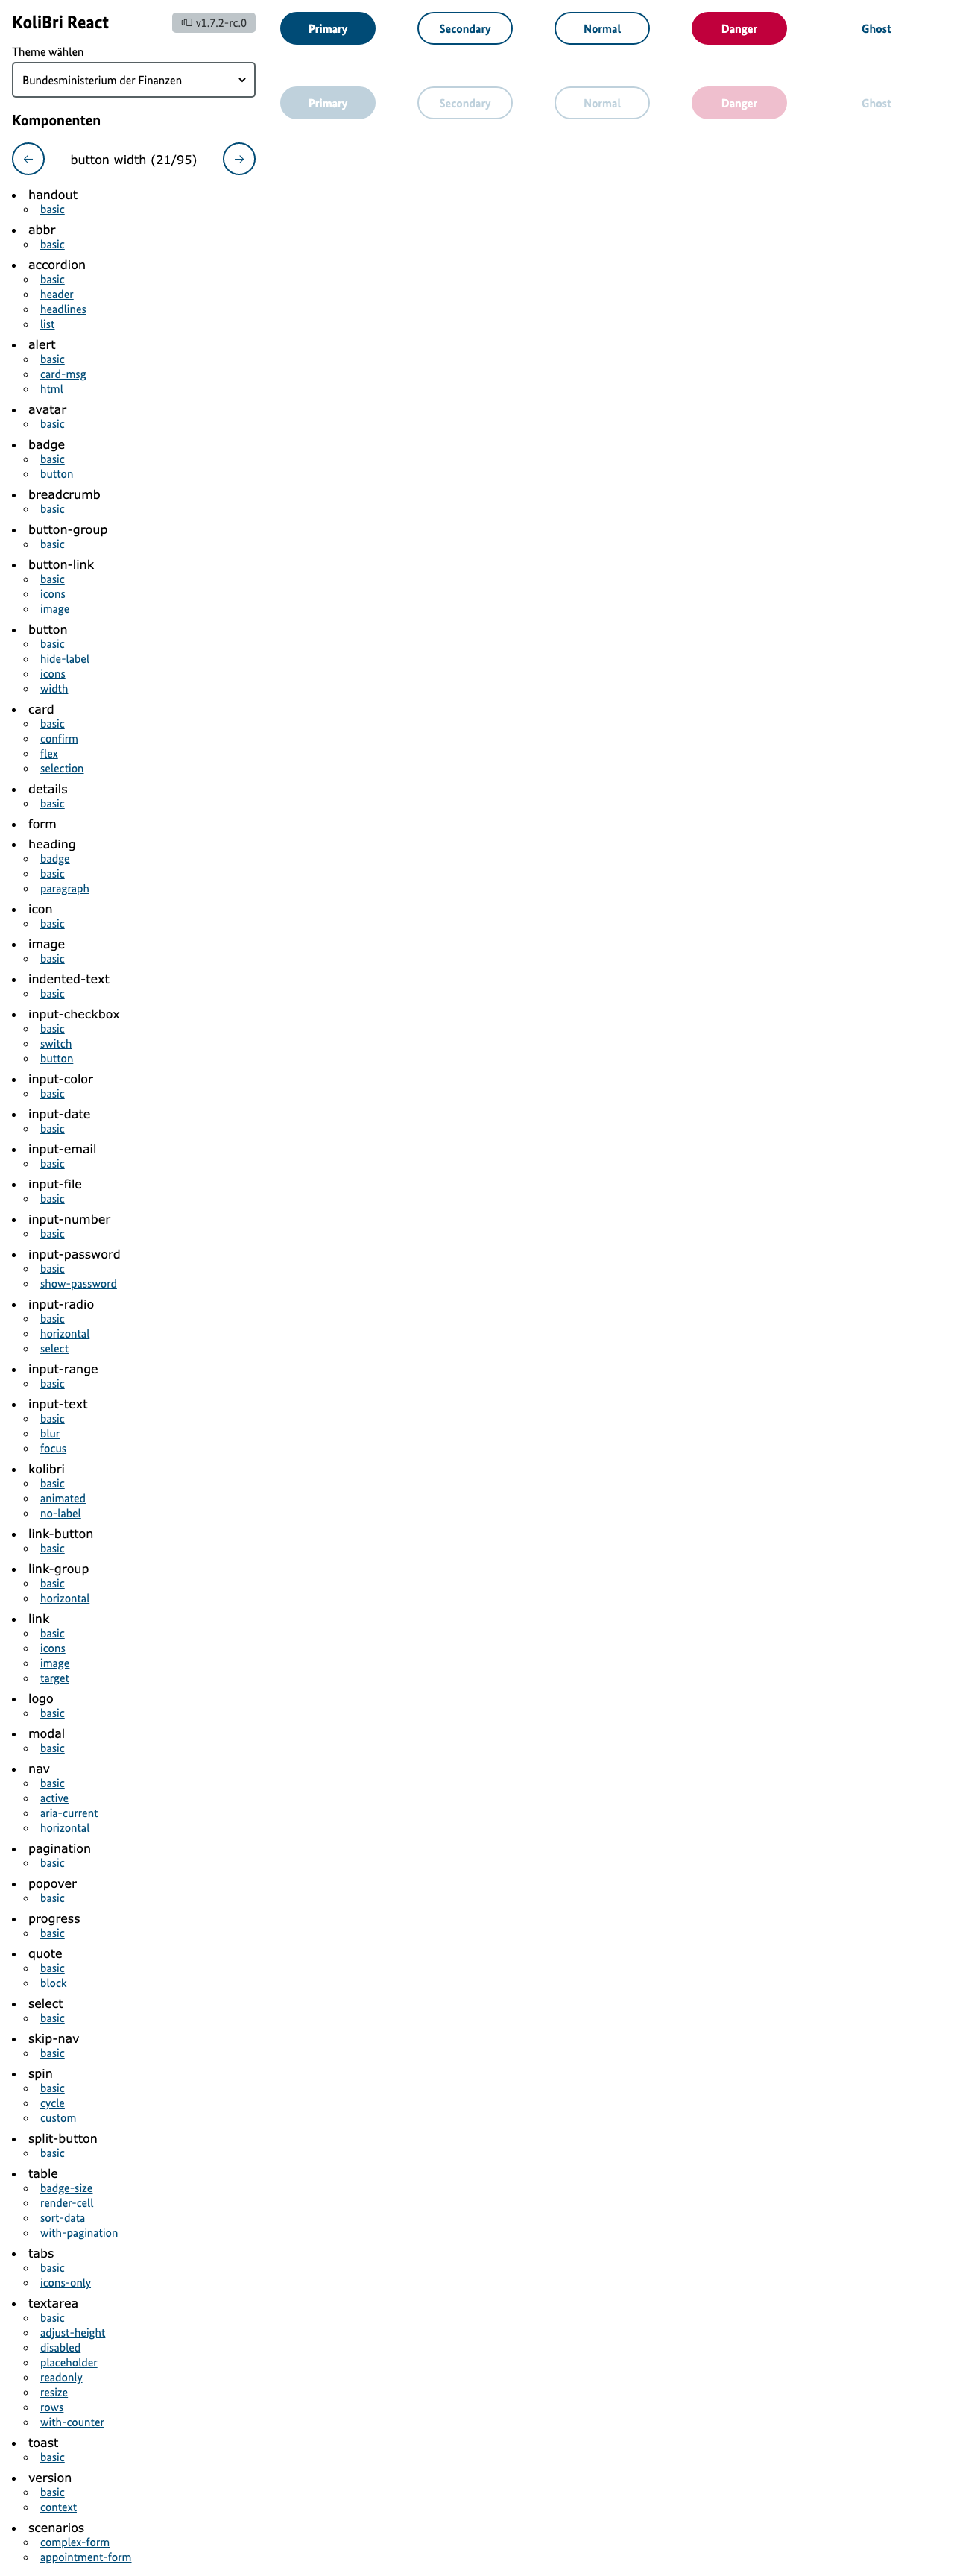 KoliBri React
v1.7.2-rc.0
Theme wählen
Bundesministerium der Finanzen
Komponenten
button width (21/95)
handout
basic
abbr
basic
accordion
basic
header
headlines
list
alert
basic
card-msg
html
avatar
basic
badge
basic
button
breadcrumb
basic
button-group
basic
button-link
basic
icons
image
button
basic
hide-label
icons
width
card
basic
confirm
flex
selection
details
basic
form
heading
badge
basic
paragraph
icon
basic
image
basic
indented-text
basic
input-checkbox
basic
switch
button
input-color
basic
input-date
basic
input-email
basic
input-file
basic
input-number
basic
input-password
basic
show-password
input-radio
basic
horizontal
select
input-range
basic
input-text
basic
blur
focus
kolibri
basic
animated
no-label
link-button
basic
link-group
basic
horizontal
link
basic
icons
image
target
logo
basic
modal
basic
nav
basic
active
aria-current
horizontal
pagination
basic
popover
basic
progress
basic
quote
basic
block
select
basic
skip-nav
basic
spin
basic
cycle
custom
split-button
basic
table
badge-size
render-cell
sort-data
with-pagination
tabs
basic
icons-only
textarea
basic
adjust-height
disabled
placeholder
readonly
resize
rows
with-counter
toast
basic
version
basic
context
scenarios
complex-form
appointment-form
Primary Secondary Normal Danger Ghost
Primary Secondary Normal Danger Ghost